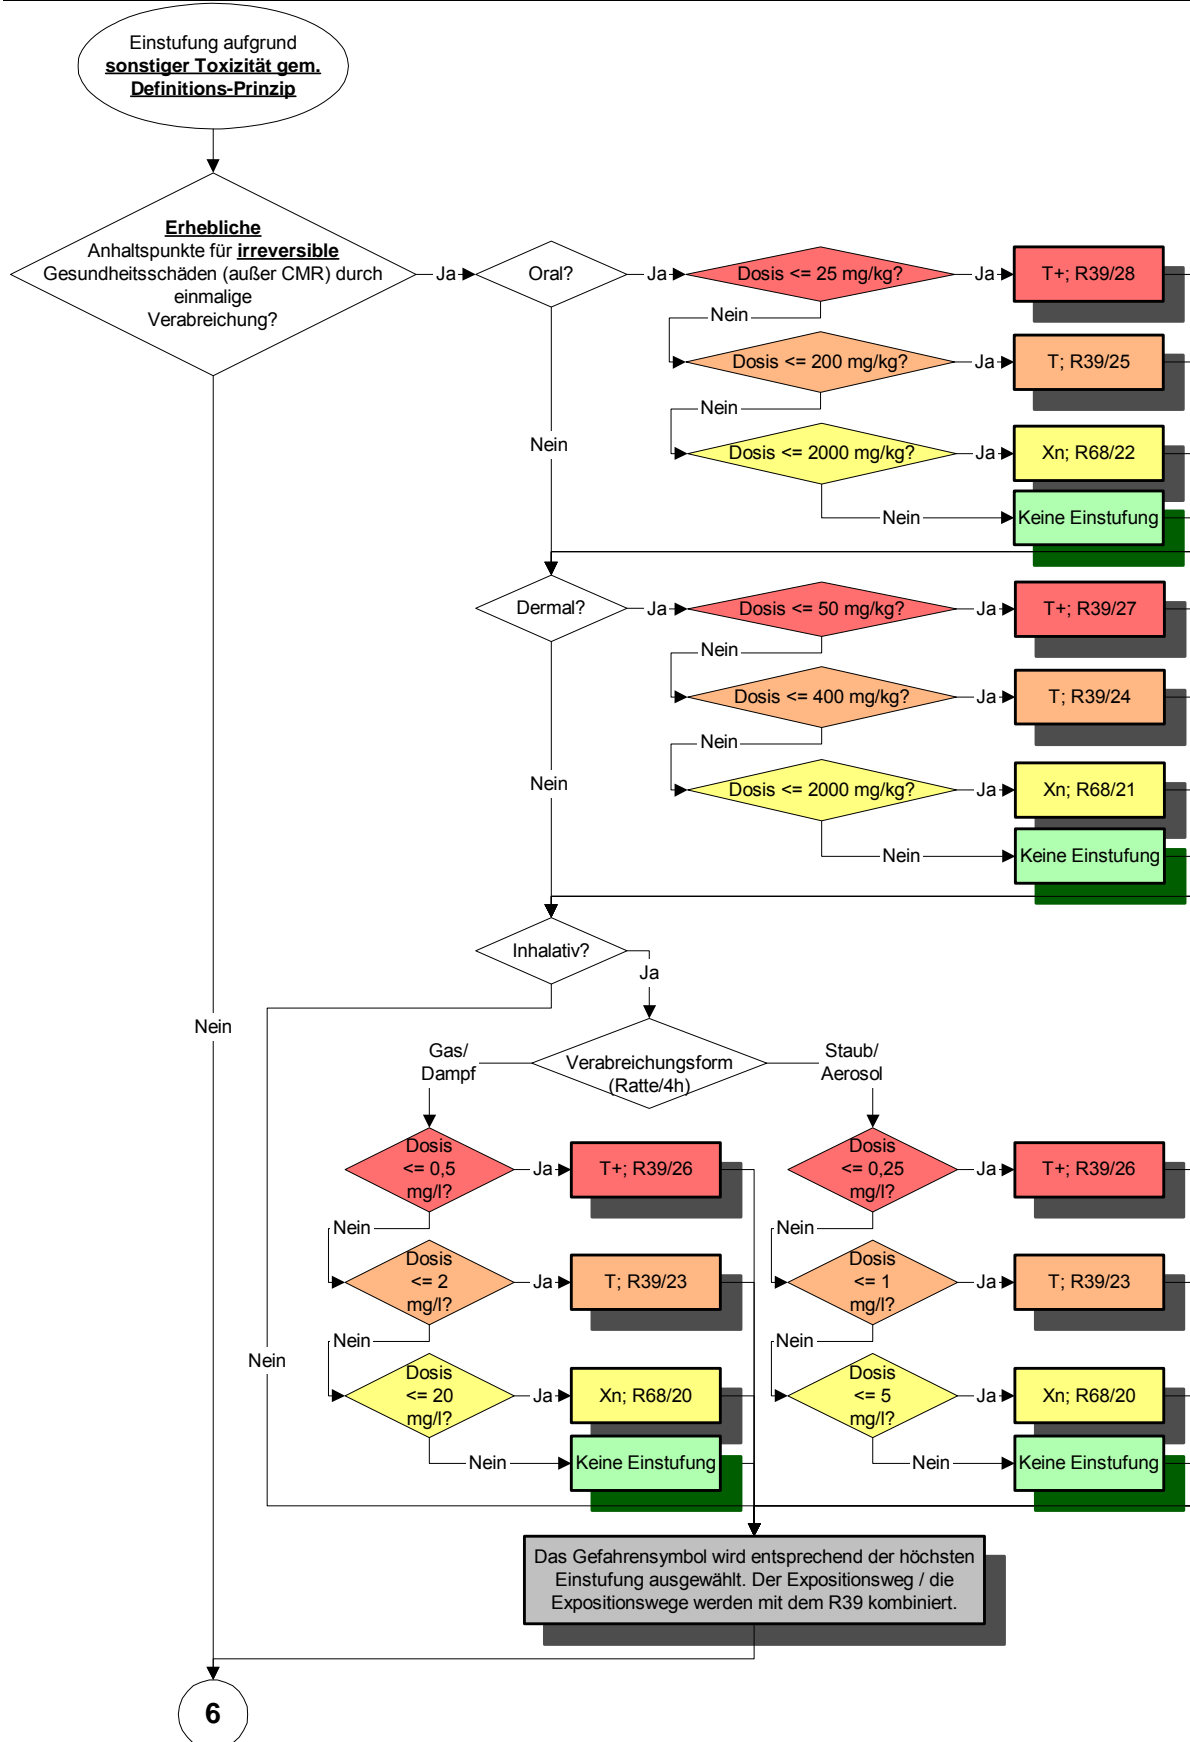 Einstufung aufgrund
sonstiger Toxizität gem.
Definitions-Prinzip
Erhebliche
Anhaltspunkte für irreversible
Gesundheitsschäden (außer CMR) durch
einmalige
Verabreichung?
Ja
Oral?
Ja
Dosis <= 25 mg/kg?
Ja
T+; R39/28
Nein
Dosis <= 200 mg/kg?
Ja
T; R39/25
Nein
Nein
Dosis <= 2000 mg/kg?
Ja
Xn; R68/22
Nein
Keine Einstufung
Dermal?
Ja
Dosis <= 50 mg/kg?
Ja
T+; R39/27
Nein
Dosis <= 400 mg/kg?
Ja
T; R39/24
Nein
Nein
Dosis <= 2000 mg/kg?
Ja
Xn; R68/21
Nein
Keine Einstufung
Inhalativ?
Ja
Nein
Verabreichungsform
(Ratte/4h)
Gas/
Dampf
Staub/
Aerosol
Dosis
<= 0,5
mg/l?
Ja
T+; R39/26
Nein
Dosis
<= 2
mg/l?
Ja
T; R39/23
Nein
Nein
Dosis
<= 20
mg/l?
Ja
Xn; R68/20
Nein
Keine Einstufung
Dosis
<= 0,25
mg/l?
Ja
T+; R39/26
Nein
Dosis
<= 1
mg/l?
Ja
T; R39/23
Nein
Dosis
<= 5
mg/l?
Ja
Xn; R68/20
Nein
Keine Einstufung
Das Gefahrensymbol wird entsprechend der höchsten
Einstufung ausgewählt. Der Expositionsweg / die
Expositionswege werden mit dem R39 kombiniert.
6